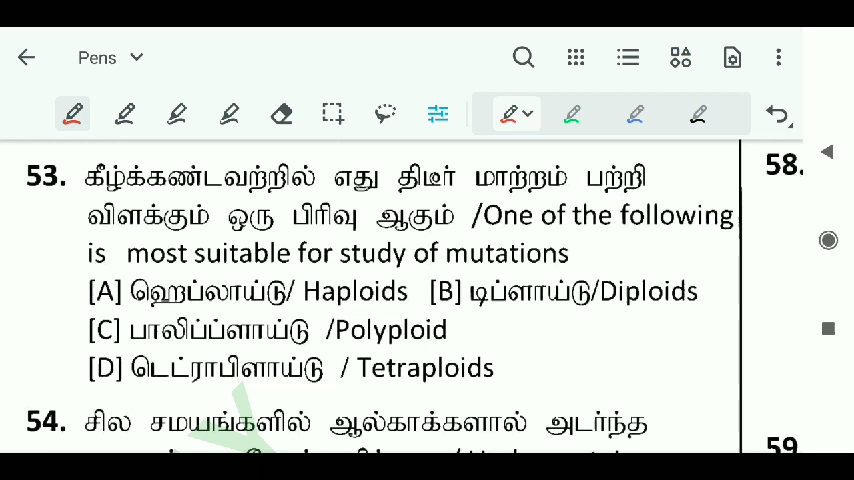 Pens
53. கீழ்க்கண்டவற்றில் எது திடீர் மாற்றம் பற்றி
விளக்கும் ஒரு பிரிவு ஆகும் /One of the following
is most suitable for study of mutations
[A] ஹெப்லாய்டு/ Haploids [B] டிப்ளாய்டு/Diploids
[C] பாலிப்ப்ளாய்டு /Polyploid
[D] டெட்ராபிளாய்டு / Tetraploids
54. சில சமயங்களில் ஆல்காக்களால் அடர்ந்த
58.
59